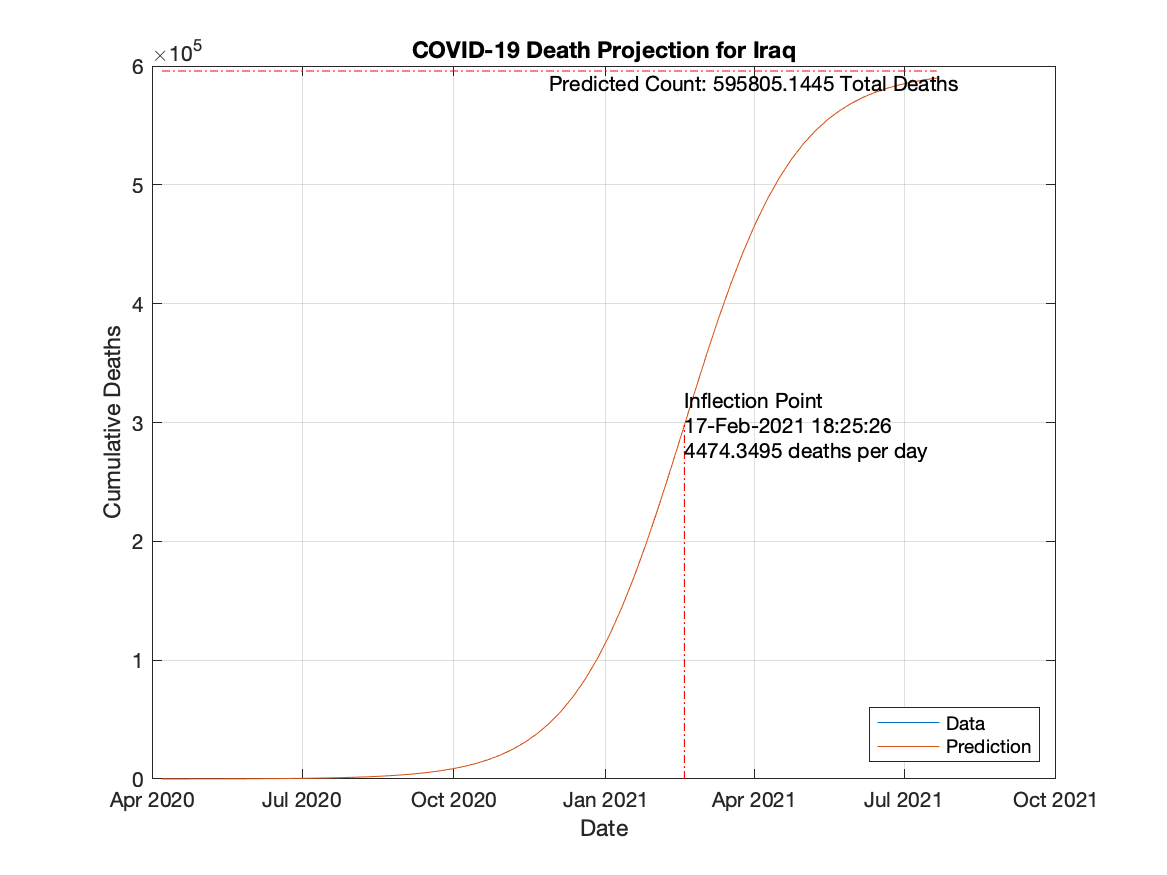 COVID-19 Death Projection for Iraq
×10⁵
6
5
4
3
2
1
0
Predicted Count: 595805.1445 Total Deaths
Inflection Point
17-Feb-2021 18:25:26
4474.3495 deaths per day
Cumulative Deaths
Data
Prediction
Apr 2020 Jul 2020 Oct 2020 Jan 2021 Apr 2021 Jul 2021 Oct 2021
Date